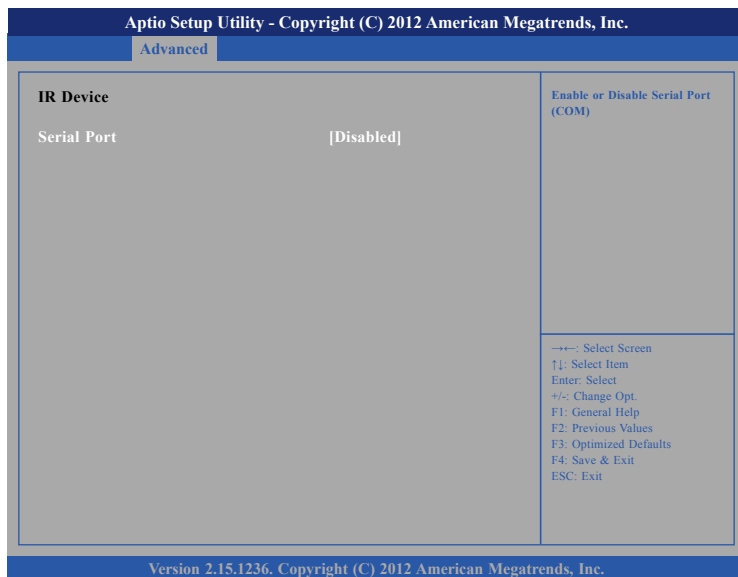 Aptio Setup Utility - Copyright (C) 2012 American Megatrends, Inc.
Advanced
IR Device
Serial Port [Disabled]
Enable or Disable Serial Port
(COM)
→←: Select Screen
↑↓: Select Item
Enter: Select
+/-: Change Opt.
F1: General Help
F2: Previous Values
F3: Optimized Defaults
F4: Save & Exit
ESC: Exit
Version 2.15.1236. Copyright (C) 2012 American Megatrends, Inc.